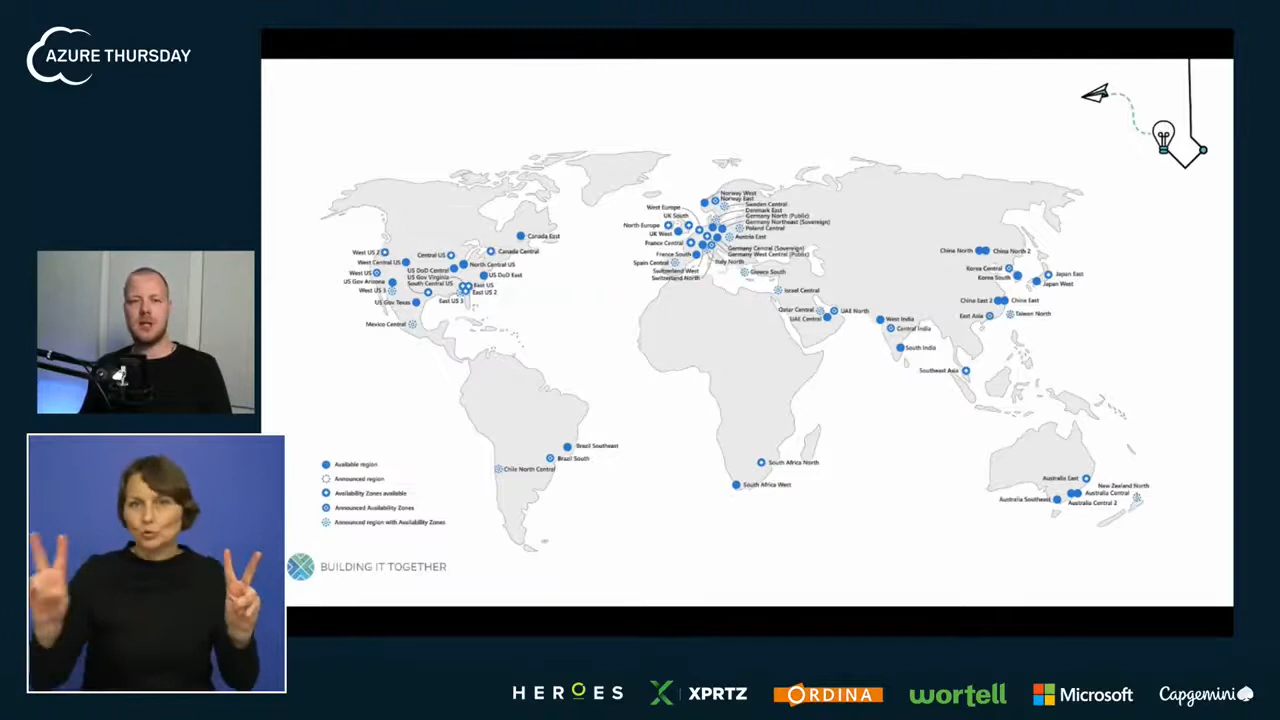 AZURE THURSDAY
Norway West
Norway East
Sweden Central
Denmark East
Germany North (Public)
Germany Northeast (Sovereign)
Poland Central
Austria East
Germany Central (Sovereign)
Germany West Central (Public)
Italy North
Greece South
West Europe
UK South
North Europe
UK West
France Central
France South
Spain Central
Switzerland West
Switzerland North
Canada East
Canada Central
West US 2
Central US
West Central US
North Central US
US DoD Central
US DoD East
West US
US Gov Virginia
US Gov Arizona
South Central US
East US
West US 3
East US 2
East US 3
US Gov Texas
Mexico Central
Israel Central
Qatar Central
UAE North
UAE Central
West India
Central India
South India
China North
China North 2
Korea Central
Korea South
Japan East
Japan West
China East 2
China East
East Asia
Taiwan North
Southeast Asia
Brazil Southeast
Brazil South
Chile North Central
South Africa North
South Africa West
Australia East
New Zealand North
Australia Central
Australia Southeast
Australia Central 2
Available region
Announced region
Availability Zones available
Announced Availability Zones
Announced region with Availability Zones
BUILDING IT TOGETHER
HEROES
XPRTZ
ORDINA
wortell
Microsoft
Capgemini